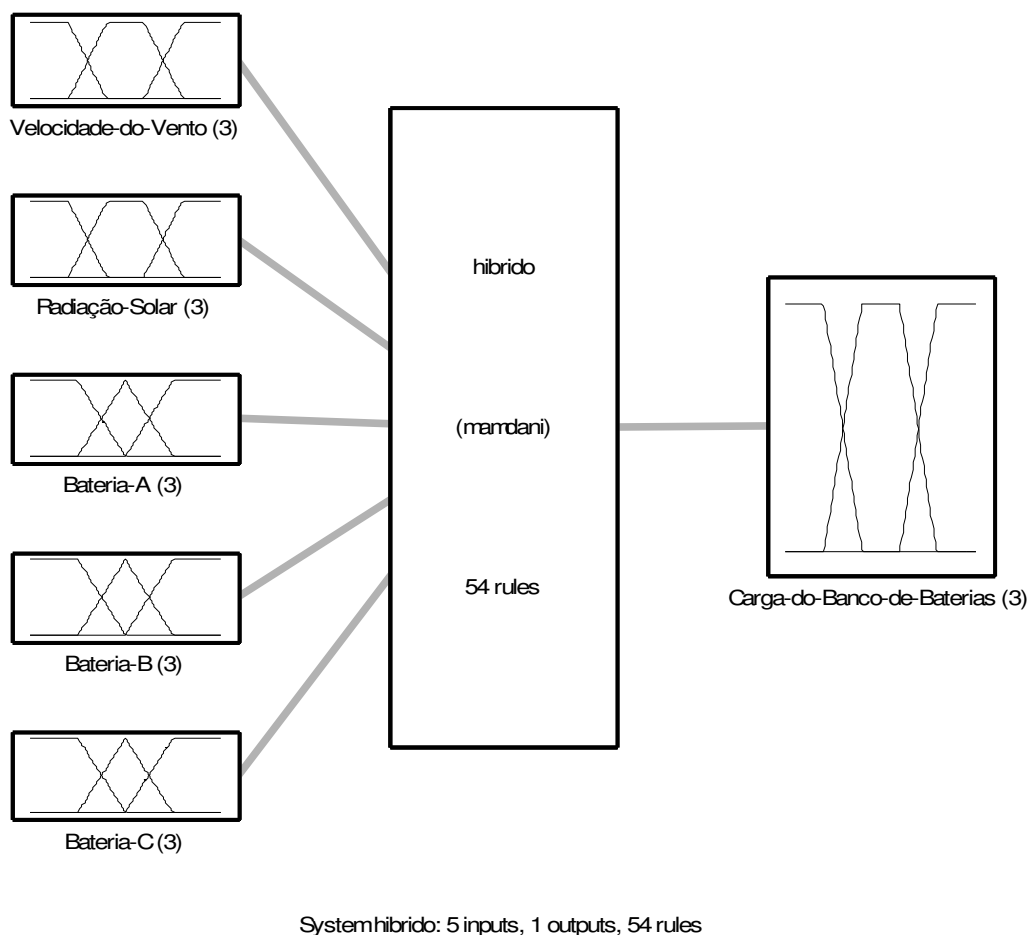 Velocidade-do-Vento (3)
Radiação-Solar (3)
Bateria-A (3)
Bateria-B (3)
Bateria-C (3)
hibrido
(mamdani)
54 rules
Carga-do-Banco-de-Baterias (3)
System hibrido: 5 inputs, 1 outputs, 54 rules